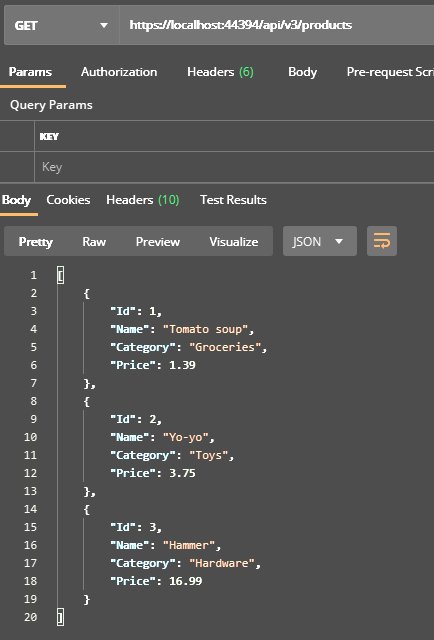 GET https://localhost:44394/api/v3/products
Params Authorization Headers (6) Body Pre-request Scri
Query Params
KEY
Key
Body Cookies Headers (10) Test Results
Pretty Raw Preview Visualize JSON
1 [
2 {
3 "Id": 1,
4 "Name": "Tomato soup",
5 "Category": "Groceries",
6 "Price": 1.39
7 },
8 {
9 "Id": 2,
10 "Name": "Yo-yo",
11 "Category": "Toys",
12 "Price": 3.75
13 },
14 {
15 "Id": 3,
16 "Name": "Hammer",
17 "Category": "Hardware",
18 "Price": 16.99
19 }
20 ]